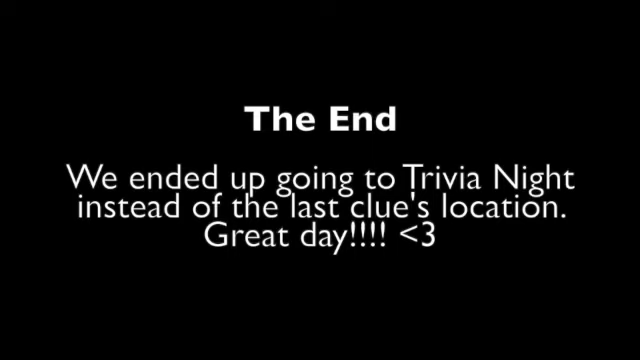 The End
We ended up going to Trivia Night
instead of the last clue's location.
Great day!!!! <3